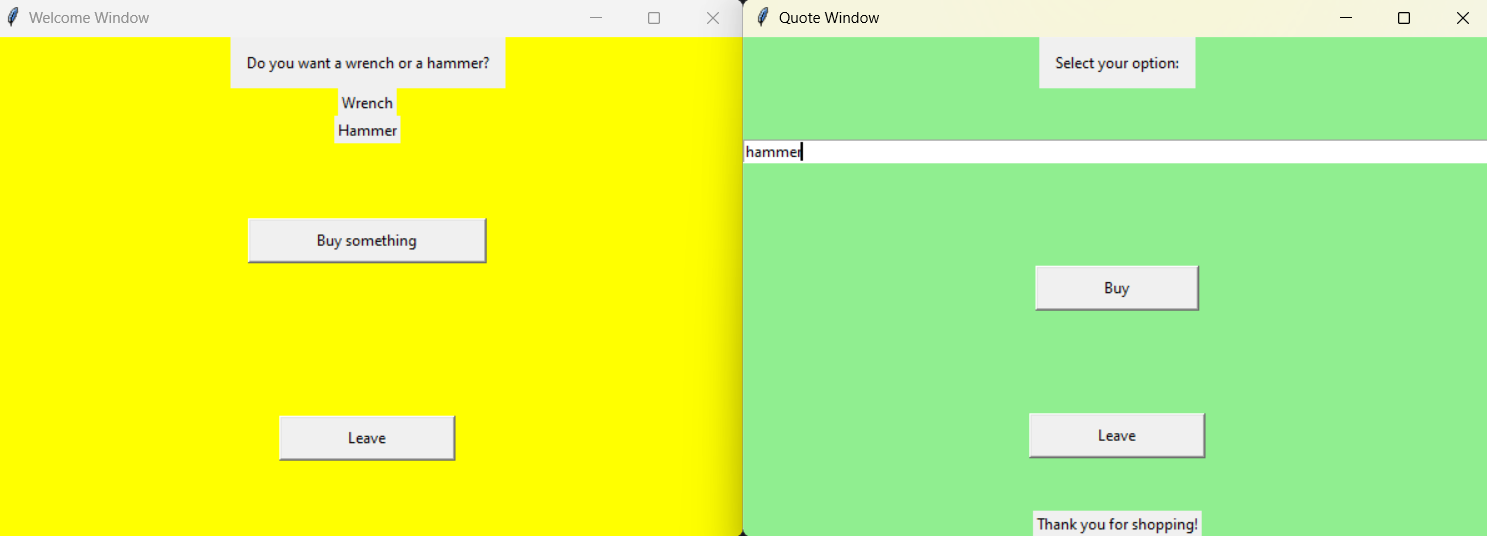 Welcome Window
Do you want a wrench or a hammer?
Wrench
Hammer
Buy something
Leave
Quote Window
Select your option:
hammer
Buy
Leave
Thank you for shopping!